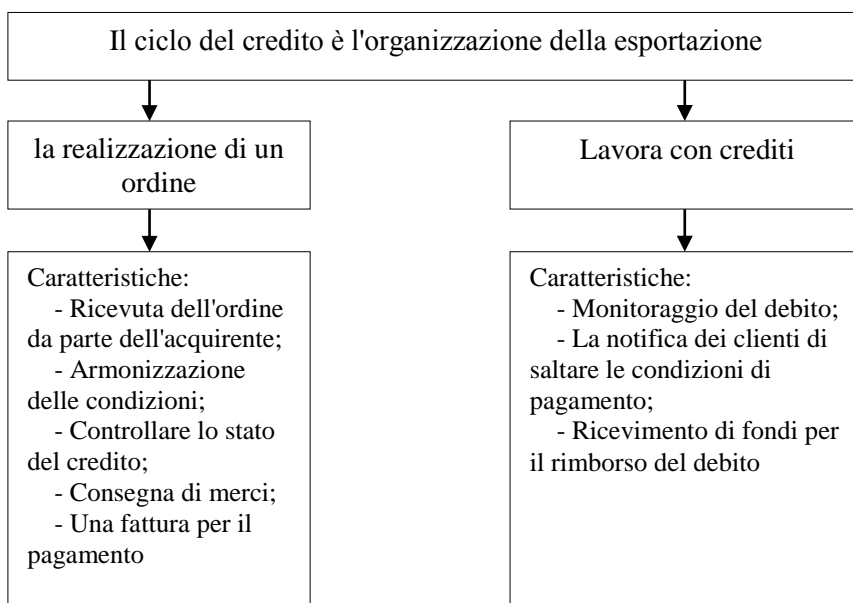 Il ciclo del credito è l'organizzazione della esportazione
la realizzazione di un
ordine
Lavora con crediti
Caratteristiche:
- Ricevuta dell'ordine
da parte dell'acquirente;
- Armonizzazione
delle condizioni;
- Controllare lo stato
del credito;
- Consegna di merci;
- Una fattura per il
pagamento
Caratteristiche:
- Monitoraggio del debito;
- La notifica dei clienti di
saltare le condizioni di
pagamento;
- Ricevimento di fondi per
il rimborso del debito